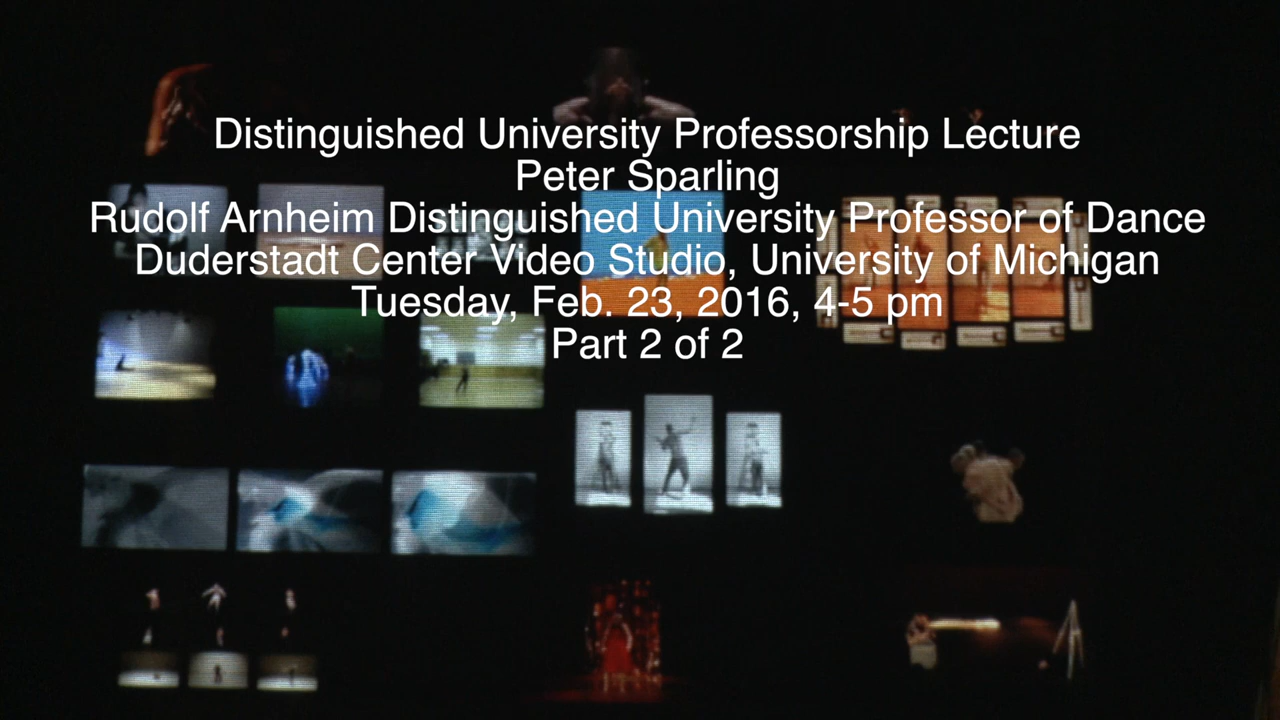 Distinguished University Professorship Lecture
Peter Sparling
Rudolf Arnheim Distinguished University Professor of Dance
Duderstadt Center Video Studio, University of Michigan
Tuesday, Feb. 23, 2016, 4-5 pm
Part 2 of 2